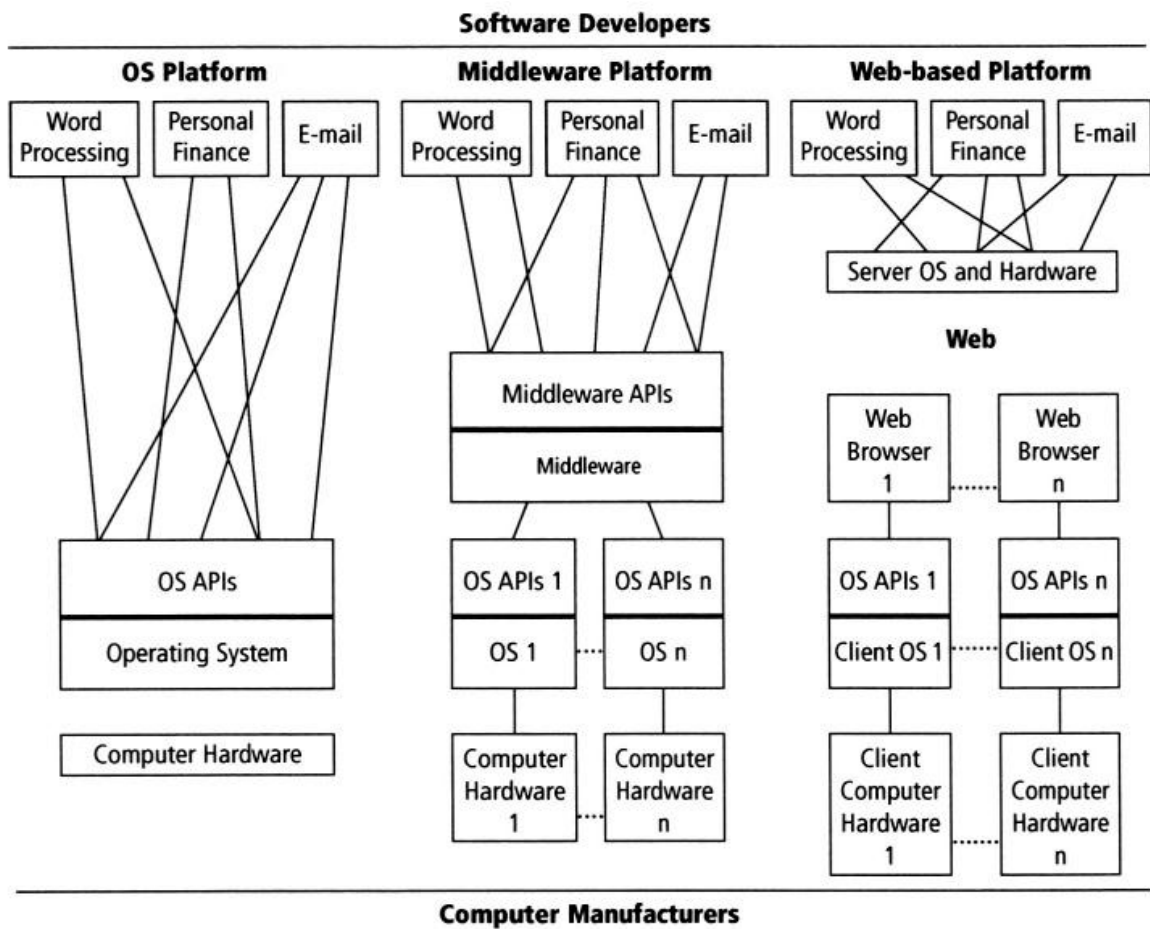 Software Developers
OS Platform
Word
Processing
Personal
Finance
E-mail
OS APIs
Operating System
Computer Hardware
Middleware Platform
Word
Processing
Personal
Finance
E-mail
Middleware APIs
Middleware
OS APIs 1
OS APIs n
OS 1
OS n
Computer
Hardware
1
Computer
Hardware
n
Web-based Platform
Word
Processing
Personal
Finance
E-mail
Server OS and Hardware
Web
Web
Browser
1
Web
Browser
n
OS APIs 1
OS APIs n
Client OS 1
Client OS n
Client
Computer
Hardware
1
Client
Computer
Hardware
n
Computer Manufacturers